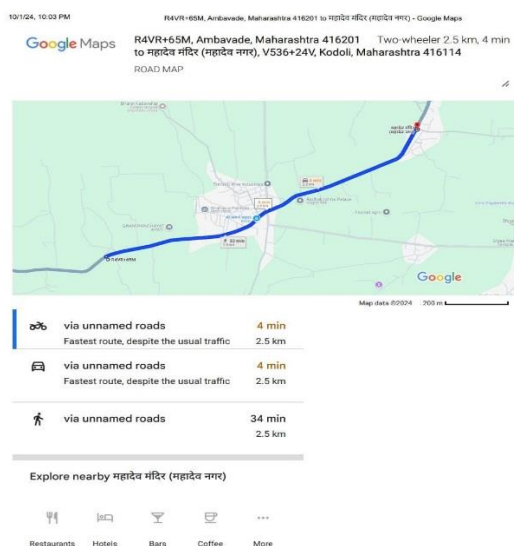 10/1/24, 10:03 PM R4VR+65M, Ambavade, Maharashtra 416201 to महादेव मंदिर (महादेव नगर) - Google Maps
Google Maps
R4VR+65M, Ambavade, Maharashtra 416201 Two-wheeler 2.5 km, 4 min
to महादेव मंदिर (महादेव नगर), V536+24V, Kodoli, Maharashtra 416114
ROAD MAP
R4VR+65M
Google
Map data ©2024 200 m
via unnamed roads 4 min
Fastest route, despite the usual traffic 2.5 km
via unnamed roads 4 min
Fastest route, despite the usual traffic 2.5 km
via unnamed roads 34 min
2.5 km
Explore nearby महादेव मंदिर (महादेव नगर)
Restaurants Hotels Bars Coffee More